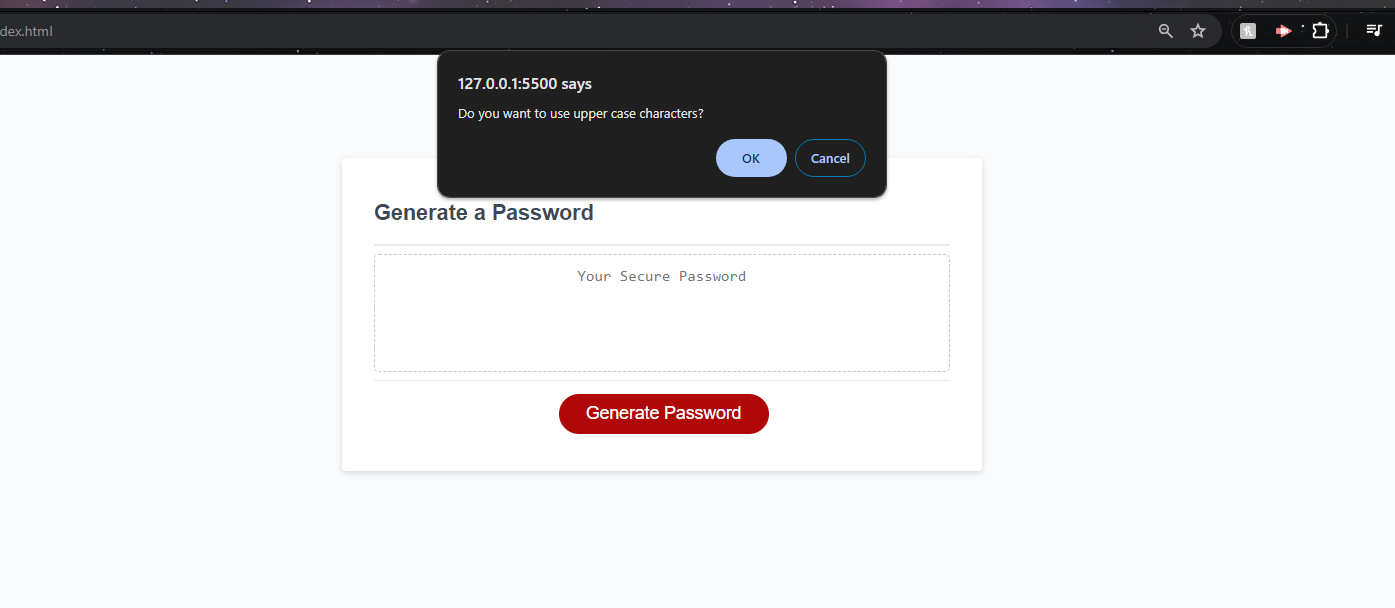 dex.html
127.0.0.1:5500 says
Do you want to use upper case characters?
OK
Cancel
Generate a Password
Your Secure Password
Generate Password